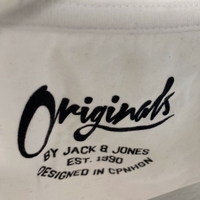 Originals
BY JACK & JONES
EST. 1990
DESIGNED IN CPNHGN